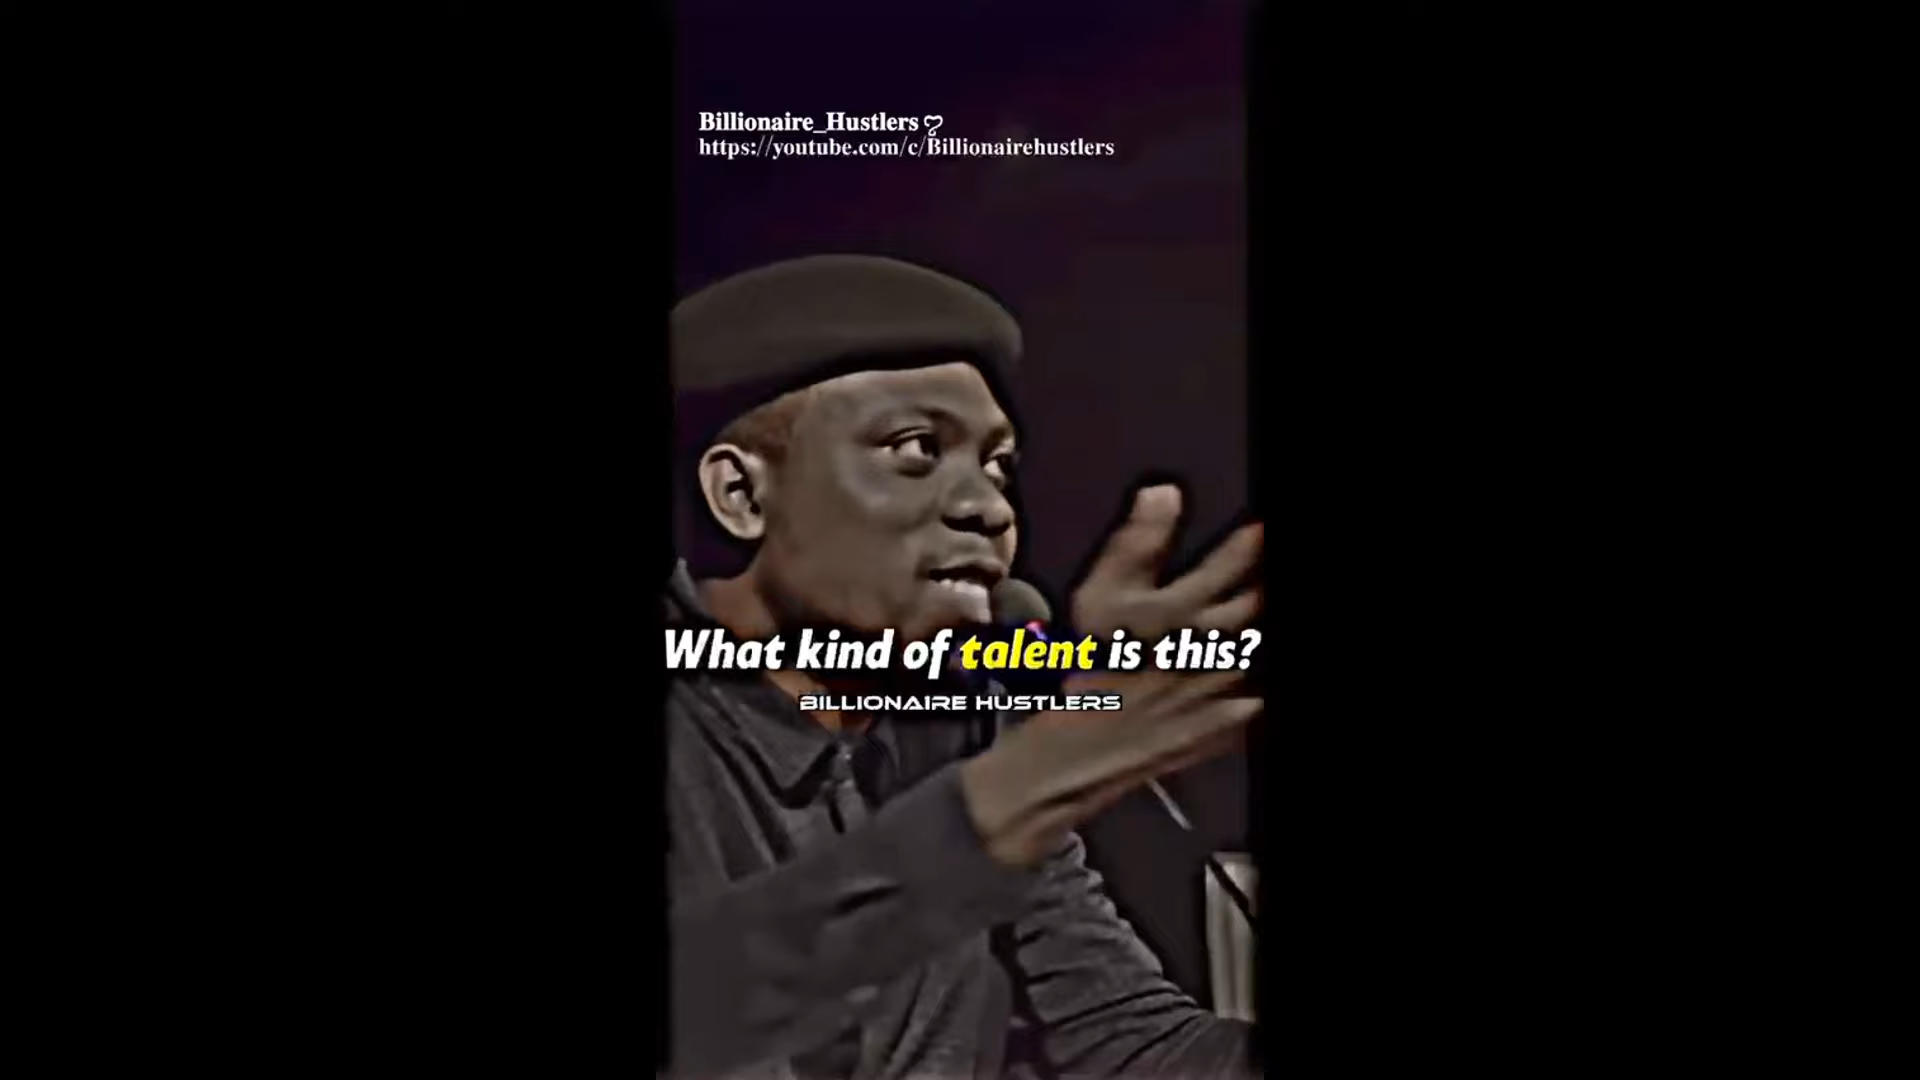 Billionaire_Hustlers ღ
https://youtube.com/c/Billionairehustlers
What kind of talent is this?
BILLIONAIRE HUSTLERS